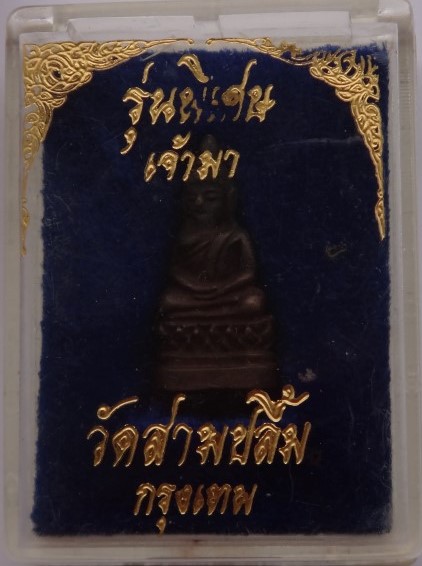 รุ่นพิเศษ
เจ้ามา
วัดสามปลื้ม
กรุงเทพ